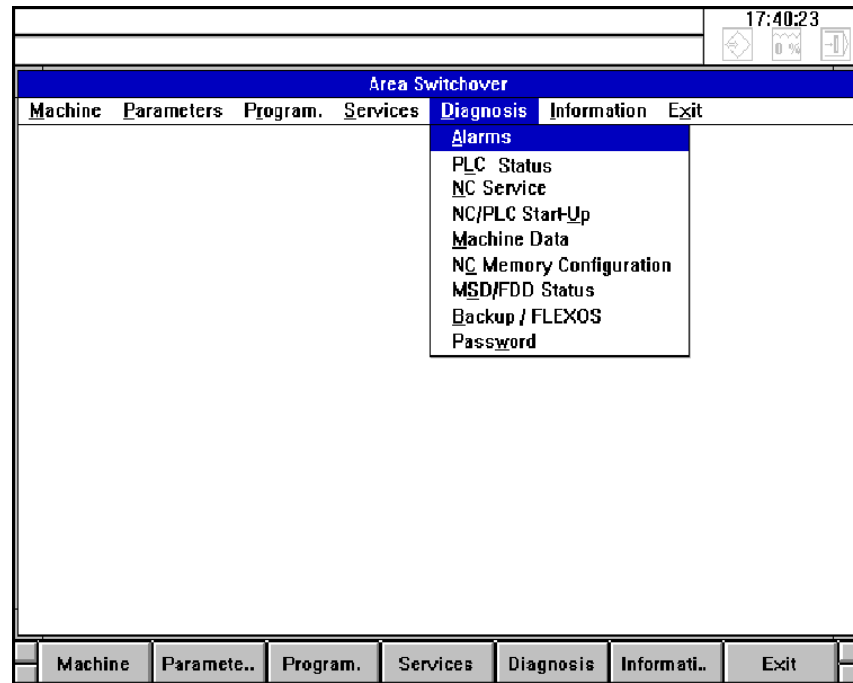 17:40:23
0 %
Area Switchover
Machine Parameters Program. Services Diagnosis Information Exit
Alarms
PLC Status
NC Service
NC/PLC Start-Up
Machine Data
NC Memory Configuration
MSD/FDD Status
Backup / FLEXOS
Password
Machine Paramete.. Program. Services Diagnosis Informati.. Exit